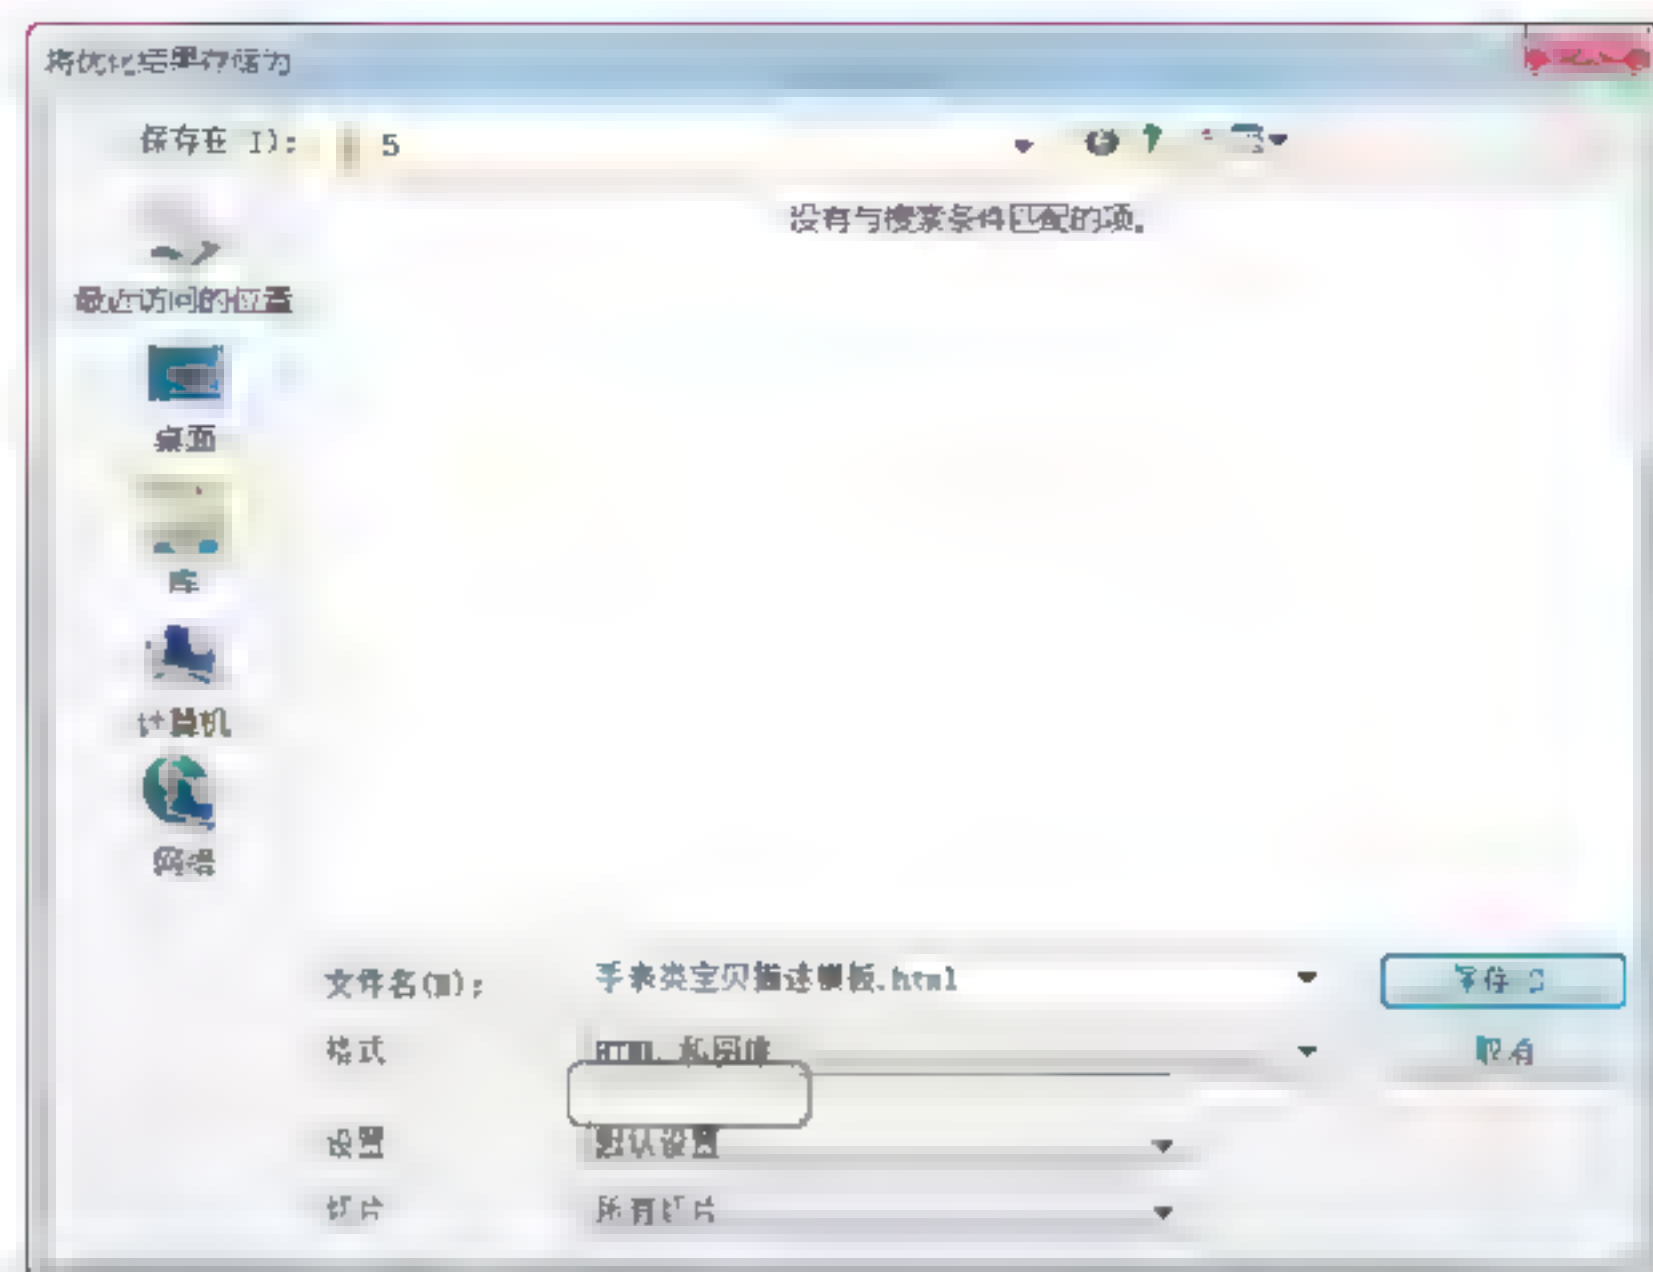 将优化结果存储为
保存在 I): 5
没有与搜索条件匹配的项。
最近访问的位置
桌面
库
计算机
网络
文件名(N): 手表类宝贝描述模板.html
格式 HTML 和图像
设置 默认设置
切片 所有切片
保存
取消